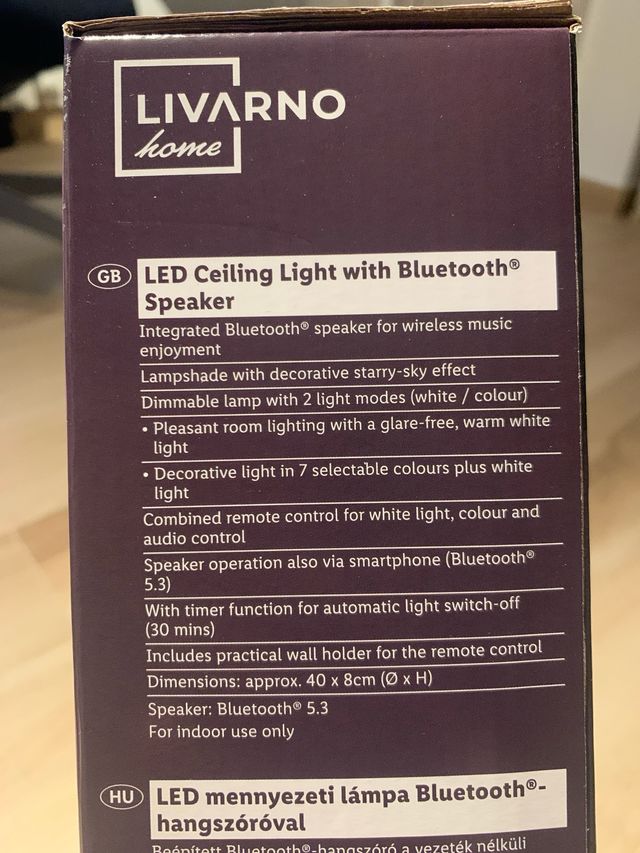 LIVARNO
home
GB
LED Ceiling Light with Bluetooth®
Speaker
Integrated Bluetooth® speaker for wireless music
enjoyment
Lampshade with decorative starry-sky effect
Dimmable lamp with 2 light modes (white / colour)
• Pleasant room lighting with a glare-free, warm white
light
• Decorative light in 7 selectable colours plus white
light
Combined remote control for white light, colour and
audio control
Speaker operation also via smartphone (Bluetooth®
5.3)
With timer function for automatic light switch-off
(30 mins)
Includes practical wall holder for the remote control
Dimensions: approx. 40 x 8cm (Ø x H)
Speaker: Bluetooth® 5.3
For indoor use only
HU
LED mennyezeti lámpa Bluetooth®-
hangszóróval
Beépített Bluetooth®-hangszóró a vezeték nélküli